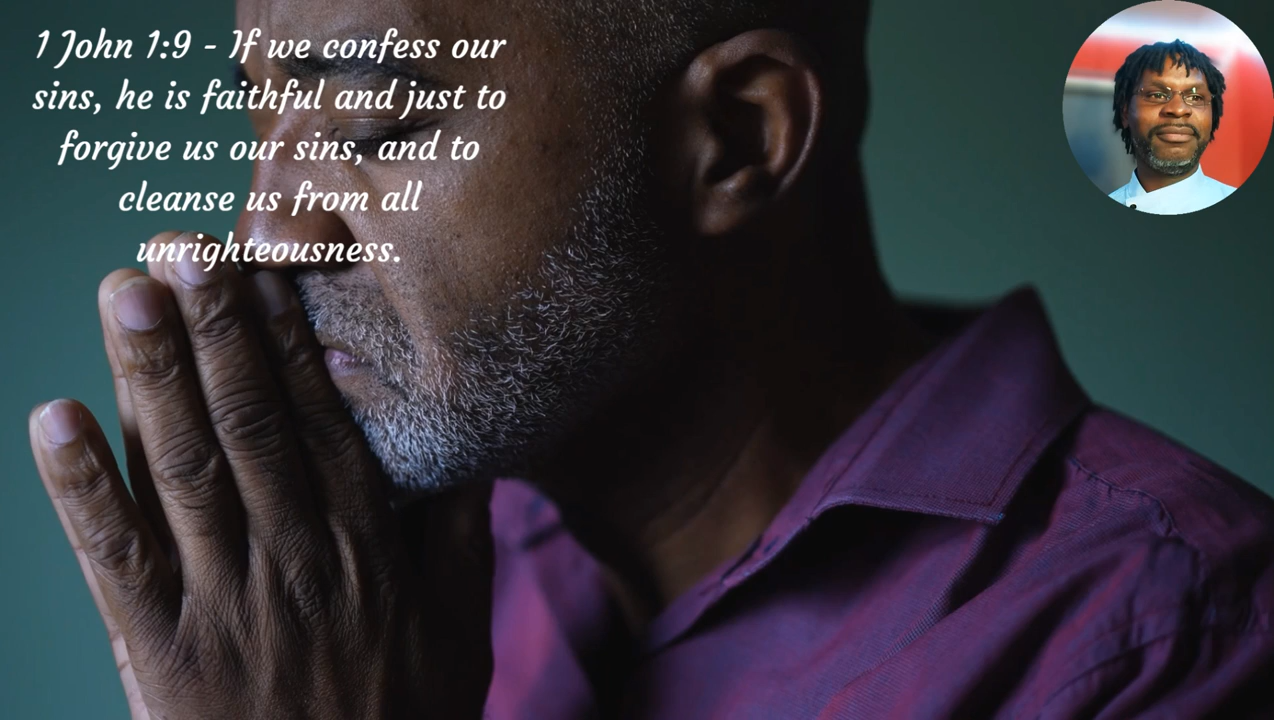 1 John 1:9 - If we confess our
sins, he is faithful and just to
forgive us our sins, and to
cleanse us from all
unrighteousness.